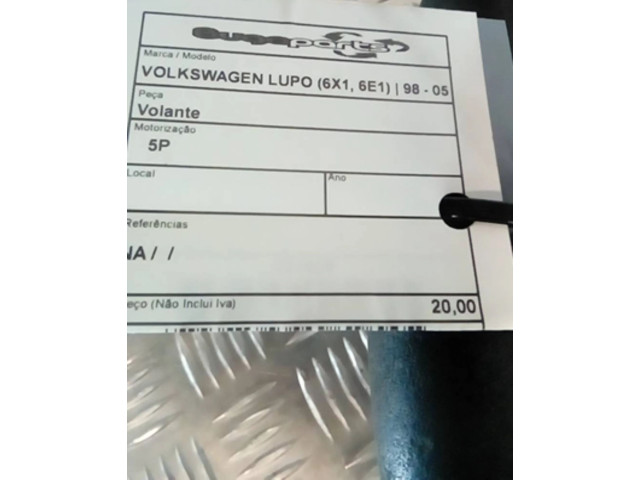 Sucaparts
Marca / Modelo
VOLKSWAGEN LUPO (6X1, 6E1) | 98 - 05
Peça
Volante
Motorização
5P
Local
Ano
Referências
NA / /
eço (Não Inclui Iva)
20,00